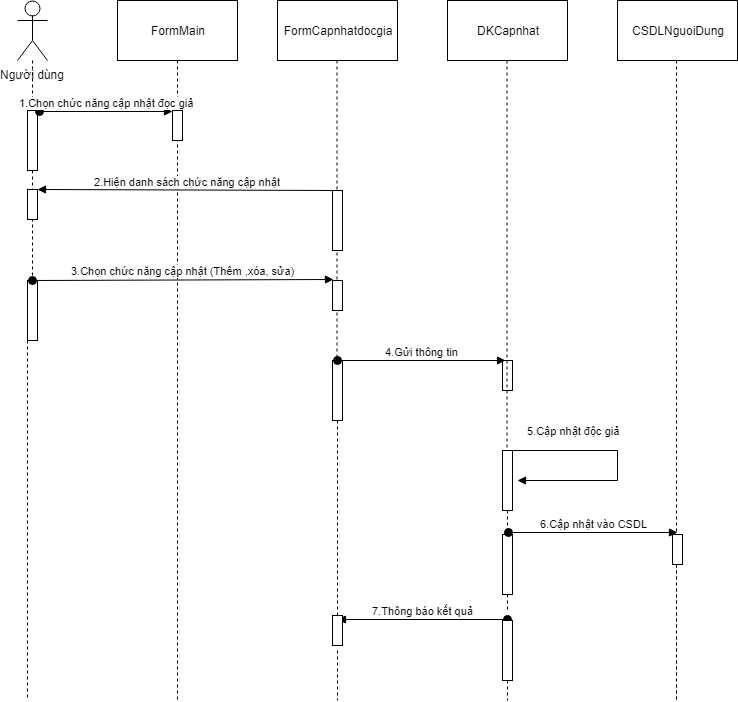 FormMain
FormCapnhatdocgia
DKCapnhat
CSDLNguoiDung
Người dùng
1.Chọn chức năng cập nhật đọc giả
2.Hiện danh sách chức năng cập nhật
3.Chọn chức năng cập nhật (Thêm ,xóa, sửa)
4.Gửi thông tin
5.Cập nhật độc giả
6.Cập nhật vào CSDL
7.Thông báo kết quả